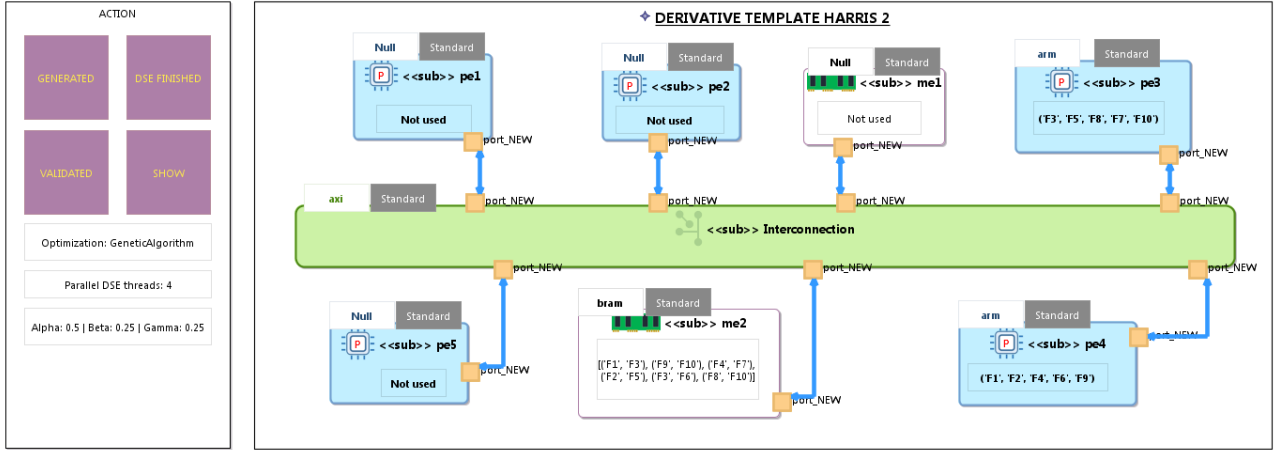 ACTION
GENERATED
DSE FINISHED
VALIDATED
SHOW
Optimization: GeneticAlgorithm
Parallel DSE threads: 4
Alpha: 0.5 | Beta: 0.25 | Gamma: 0.25
DERIVATIVE TEMPLATE HARRIS 2
Null
Standard
P
<<sub>> pe1
Not used
port_NEW
Null
Standard
P
<<sub>> pe2
Not used
port_NEW
Null
Standard
<<sub>> me1
Not used
port_NEW
arm
Standard
P
<<sub>> pe3
('F3', 'F5', 'F8', 'F7', 'F10')
port_NEW
axi
Standard
port_NEW
port_NEW
port_NEW
port_NEW
<<sub>> Interconnection
port_NEW
port_NEW
port_NEW
Null
Standard
P
<<sub>> pe5
Not used
port_NEW
bram
Standard
<<sub>> me2
[('F1', 'F3'), ('F9', 'F10'), ('F4', 'F7'),
('F2', 'F5'), ('F3', 'F6'), ('F8', 'F10')]
port_NEW
arm
Standard
P
<<sub>> pe4
('F1', 'F2', 'F4', 'F6', 'F9')
port_NEW